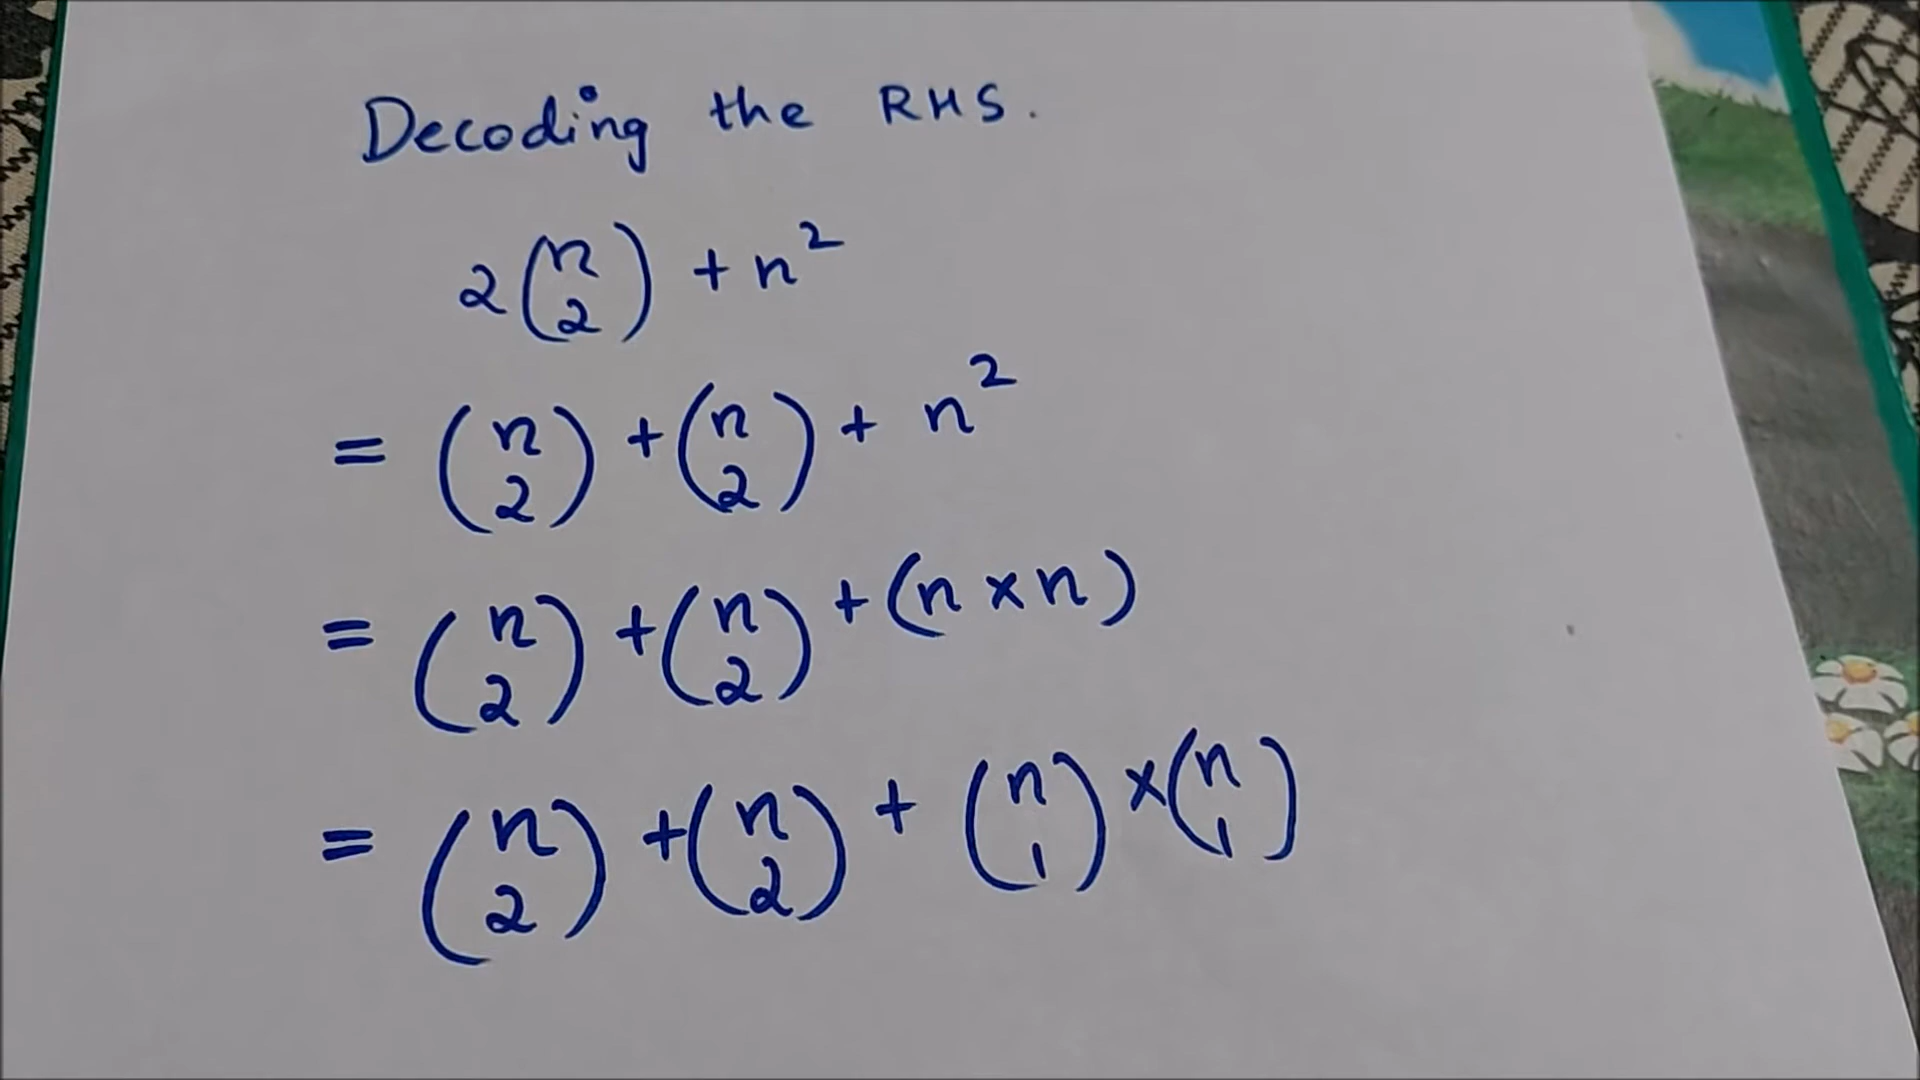 Decoding the RHS.
2(n 2) + n²
= (n 2) + (n 2) + n²
= (n 2) + (n 2) + (n × n)
= (n 2) + (n 2) + (n 1) × (n 1)